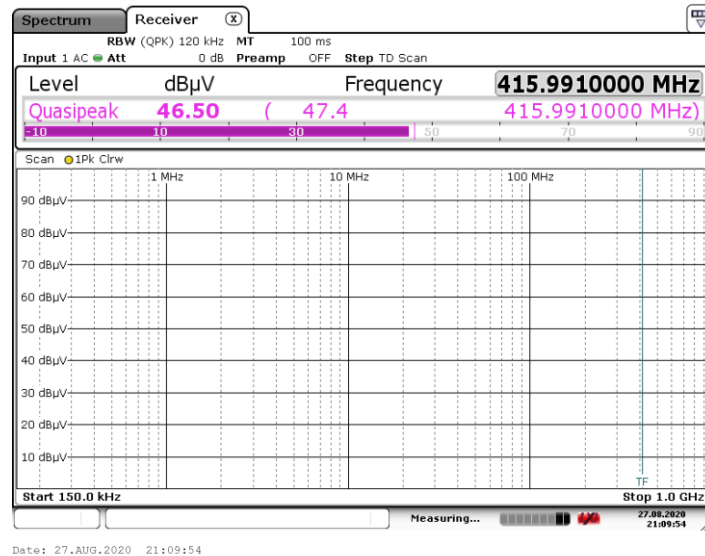 Spectrum Receiver X
RBW (QPK) 120 kHz MT 100 ms
Input 1 AC Att 0 dB Preamp OFF Step TD Scan
Level dBµV Frequency 415.9910000 MHz
Quasipeak 46.50 ( 47.4 415.9910000 MHz)
-10 10 30 50 70 90
Scan 1Pk Clrw
1 MHz 10 MHz 100 MHz
90 dBµV
80 dBµV
70 dBµV
60 dBµV
50 dBµV
40 dBµV
30 dBµV
20 dBµV
10 dBµV
TF
Start 150.0 kHz Stop 1.0 GHz
Measuring... 27.08.2020
21:09:54
Date: 27.AUG.2020 21:09:54